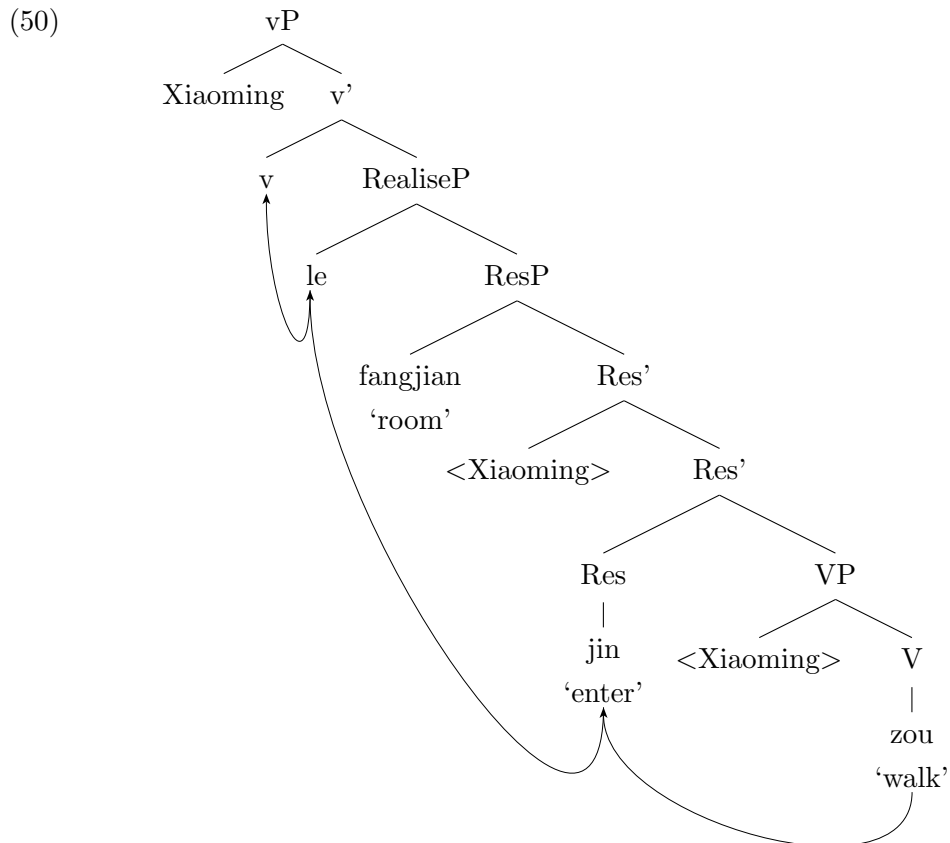 (50)
vP
Xiaoming v’
v RealiseP
le ResP
fangjian Res’
‘room’
<Xiaoming> Res’
Res VP
jin <Xiaoming> V
‘enter’
zou
‘walk’